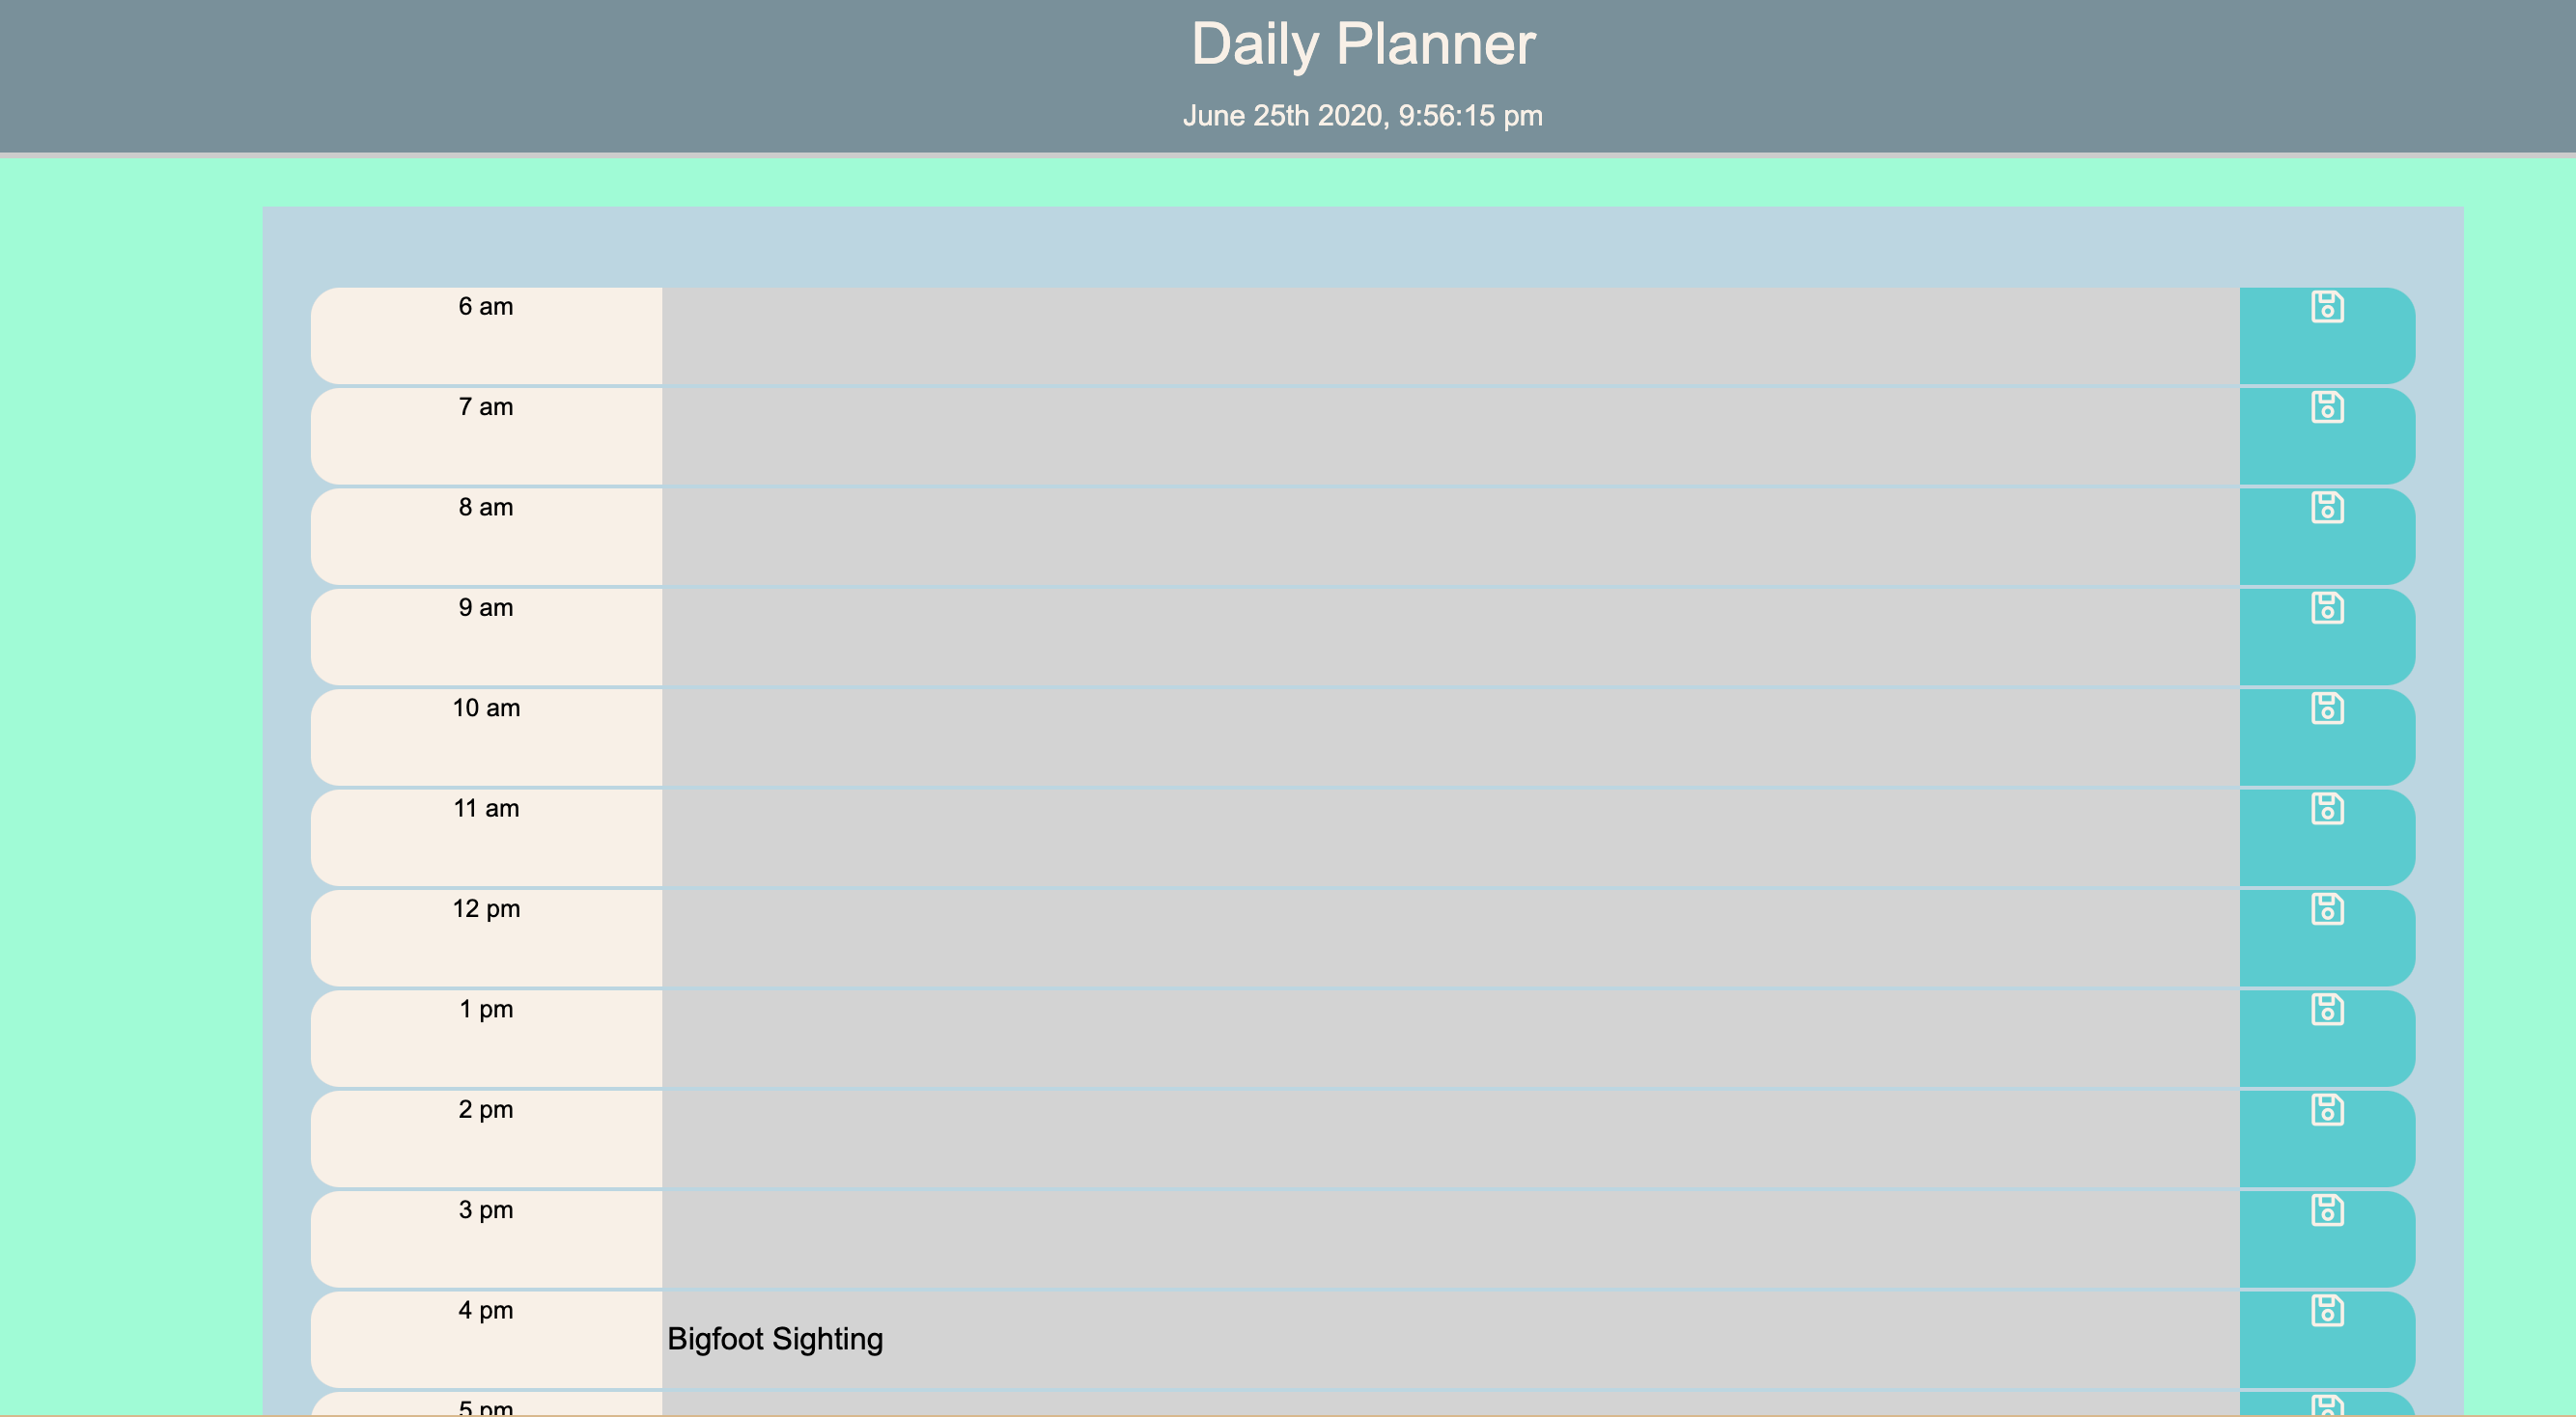 Daily Planner
June 25th 2020, 9:56:15 pm
6 am
7 am
8 am
9 am
10 am
11 am
12 pm
1 pm
2 pm
3 pm
4 pm
Bigfoot Sighting
5 pm